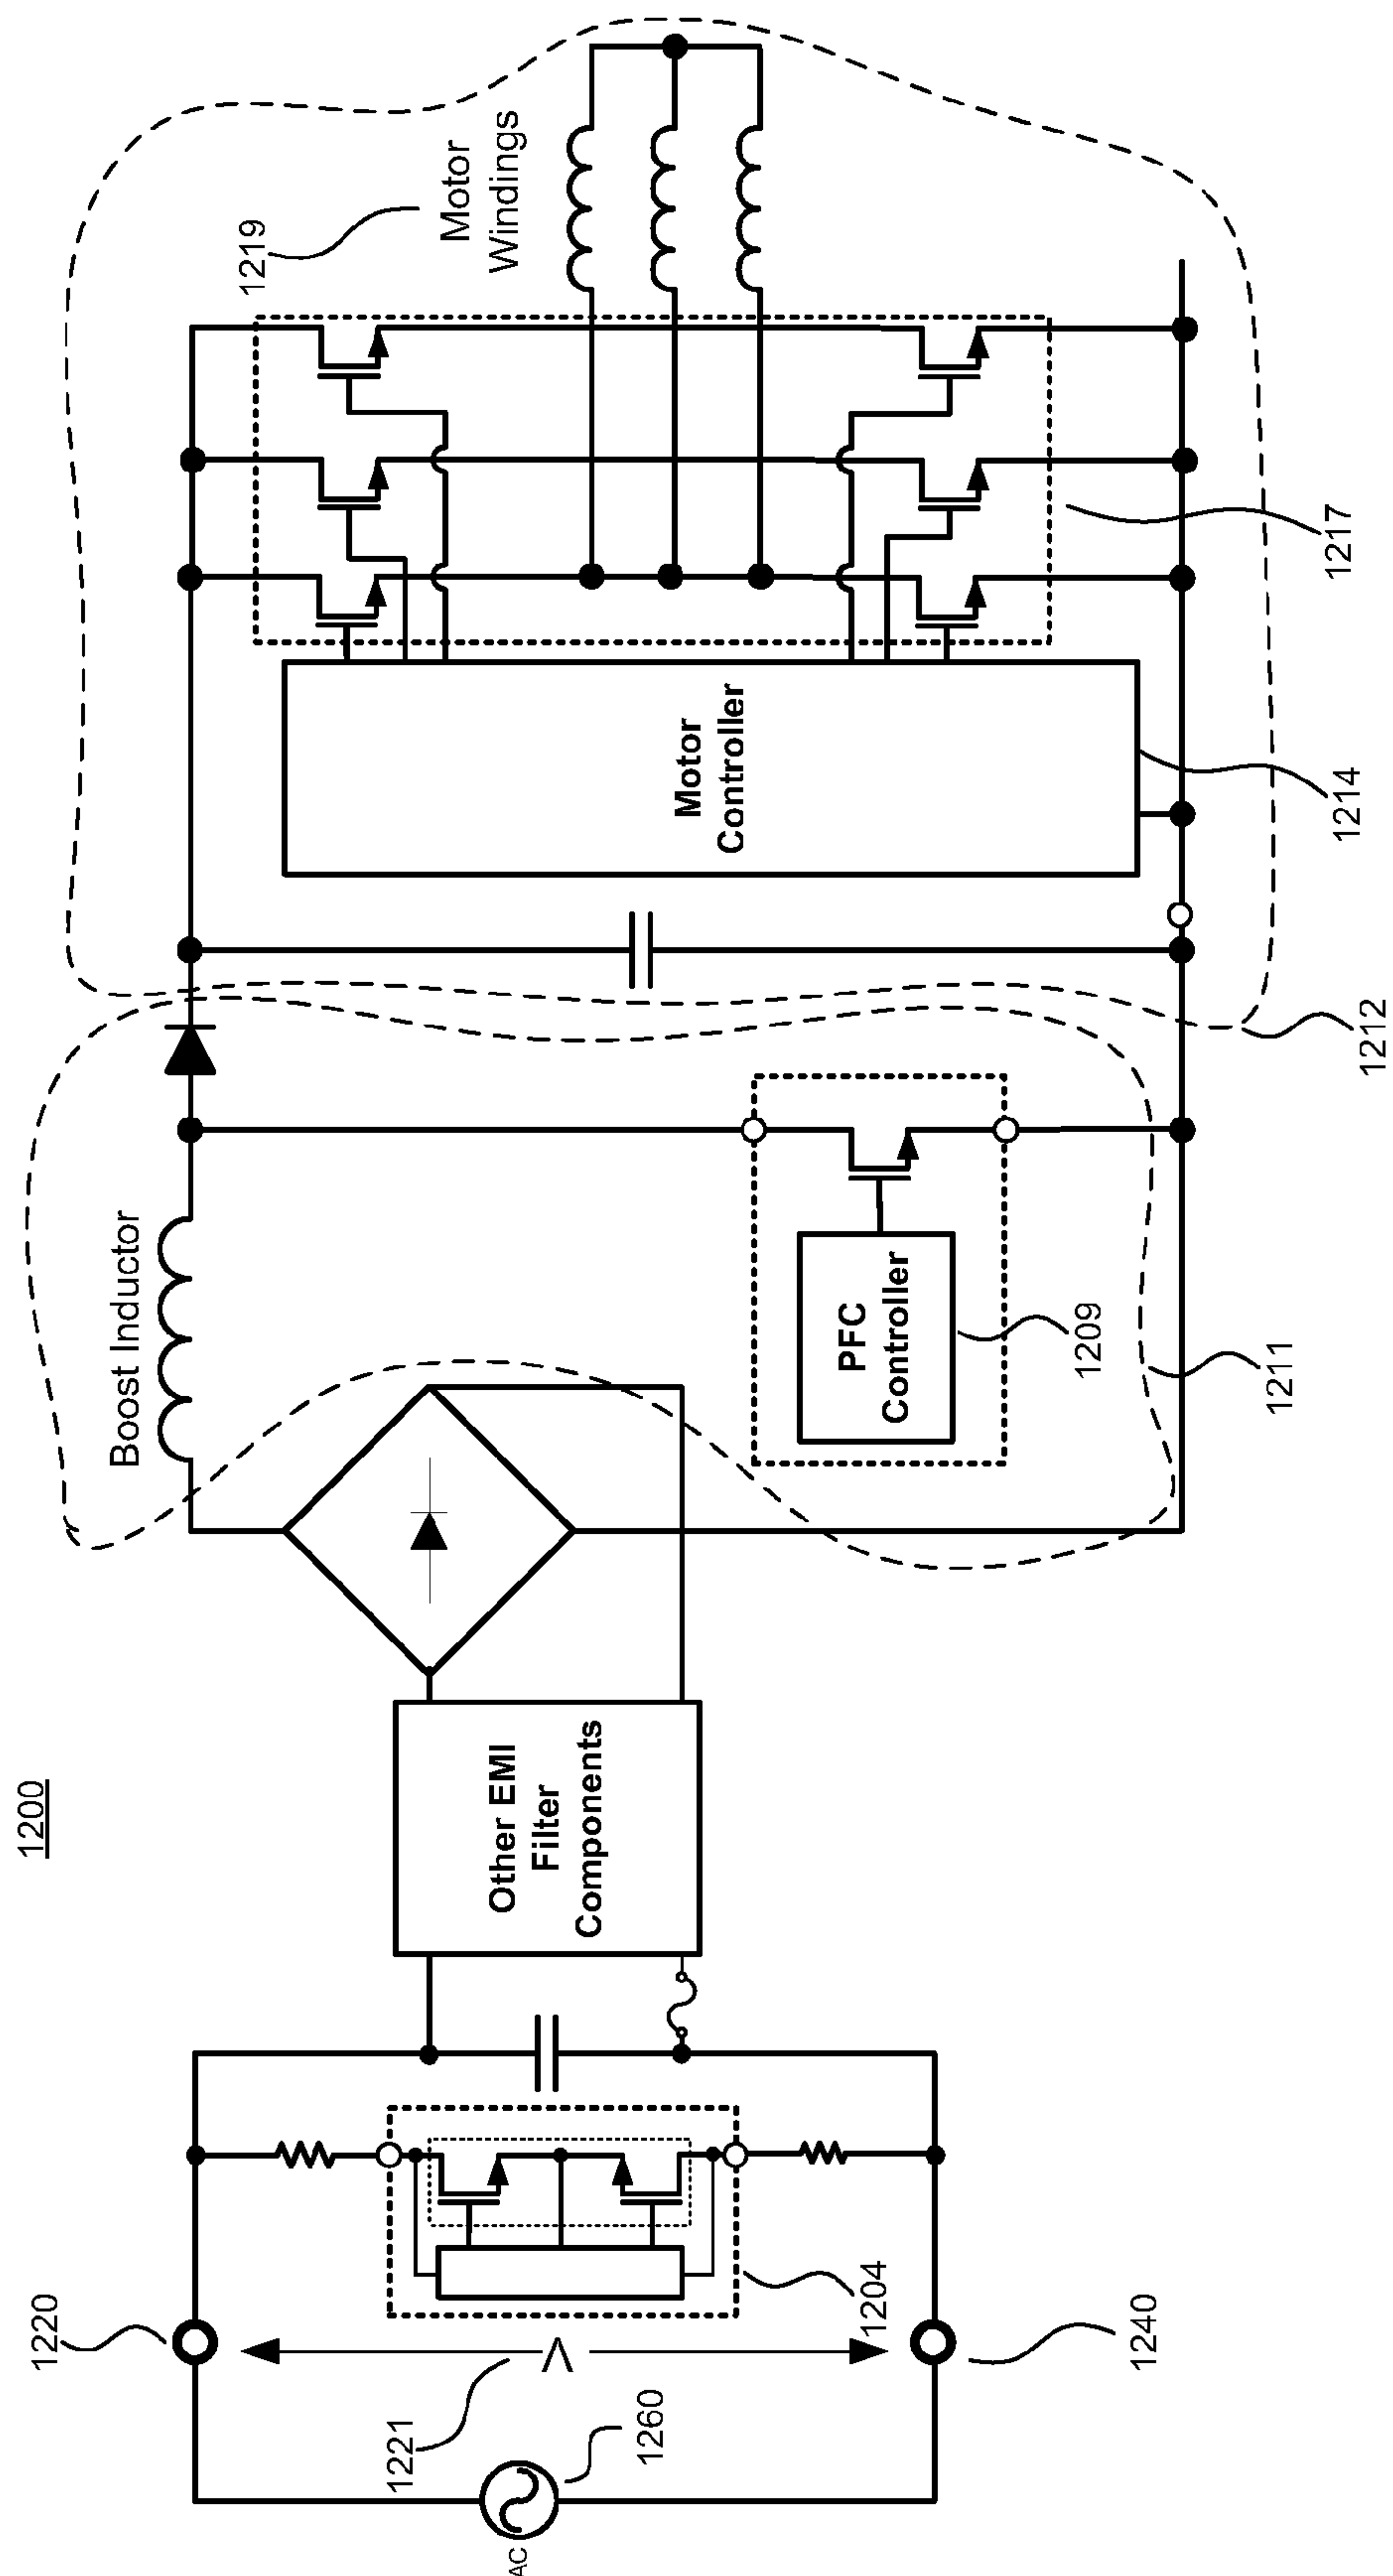 1200
AC
1260
1221
V
1220
1240
1204
Other EMI
Filter
Components
Boost Inductor
PFC
Controller
1209
1211
1212
Motor
Controller
1214
1217
1219
Motor
Windings